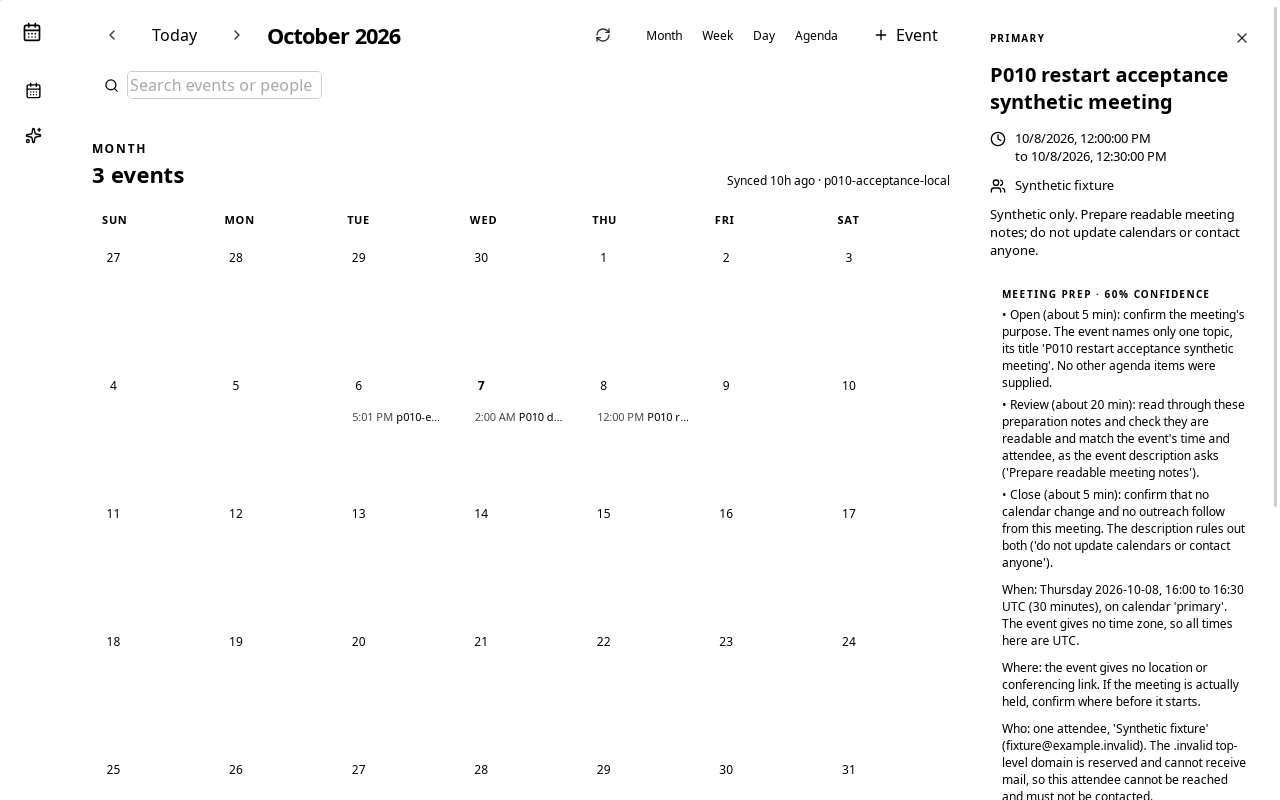 Today
October 2026
Month
Week
Day
Agenda
Event
Search events or people
MONTH
3 events
Synced 10h ago · p010-acceptance-local
SUN MON TUE WED THU FRI SAT
27 28 29 30 1 2 3
4 5 6 7 8 9 10
5:01 PM p010-e...
2:00 AM P010 d...
12:00 PM P010 r...
11 12 13 14 15 16 17
18 19 20 21 22 23 24
25 26 27 28 29 30 31
PRIMARY
P010 restart acceptance
synthetic meeting
10/8/2026, 12:00:00 PM
to 10/8/2026, 12:30:00 PM
Synthetic fixture
Synthetic only. Prepare readable meeting
notes; do not update calendars or contact
anyone.
MEETING PREP · 60% CONFIDENCE
• Open (about 5 min): confirm the meeting's
purpose. The event names only one topic,
its title 'P010 restart acceptance synthetic
meeting'. No other agenda items were
supplied.
• Review (about 20 min): read through these
preparation notes and check they are
readable and match the event's time and
attendee, as the event description asks
('Prepare readable meeting notes').
• Close (about 5 min): confirm that no
calendar change and no outreach follow
from this meeting. The description rules out
both ('do not update calendars or contact
anyone').
When: Thursday 2026-10-08, 16:00 to 16:30
UTC (30 minutes), on calendar 'primary'.
The event gives no time zone, so all times
here are UTC.
Where: the event gives no location or
conferencing link. If the meeting is actually
held, confirm where before it starts.
Who: one attendee, 'Synthetic fixture'
(fixture@example.invalid). The .invalid top-
level domain is reserved and cannot receive
mail, so this attendee cannot be reached
and must not be contacted.